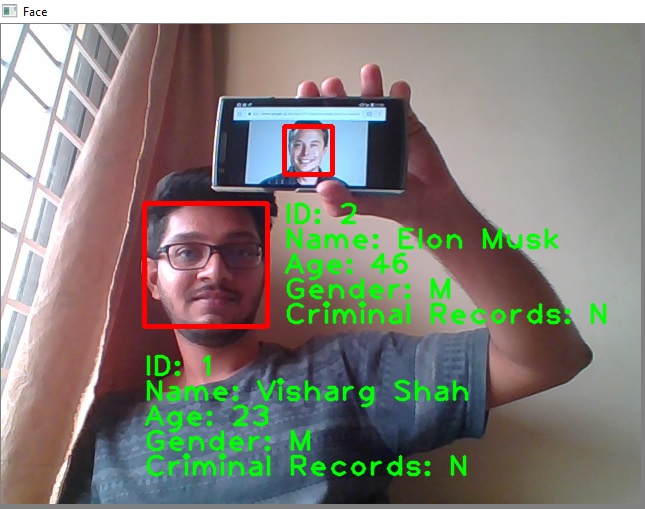 Face
ID: 2
Name: Elon Musk
Age: 46
Gender: M
Criminal Records: N
ID: 1
Name: Visharg Shah
Age: 23
Gender: M
Criminal Records: N